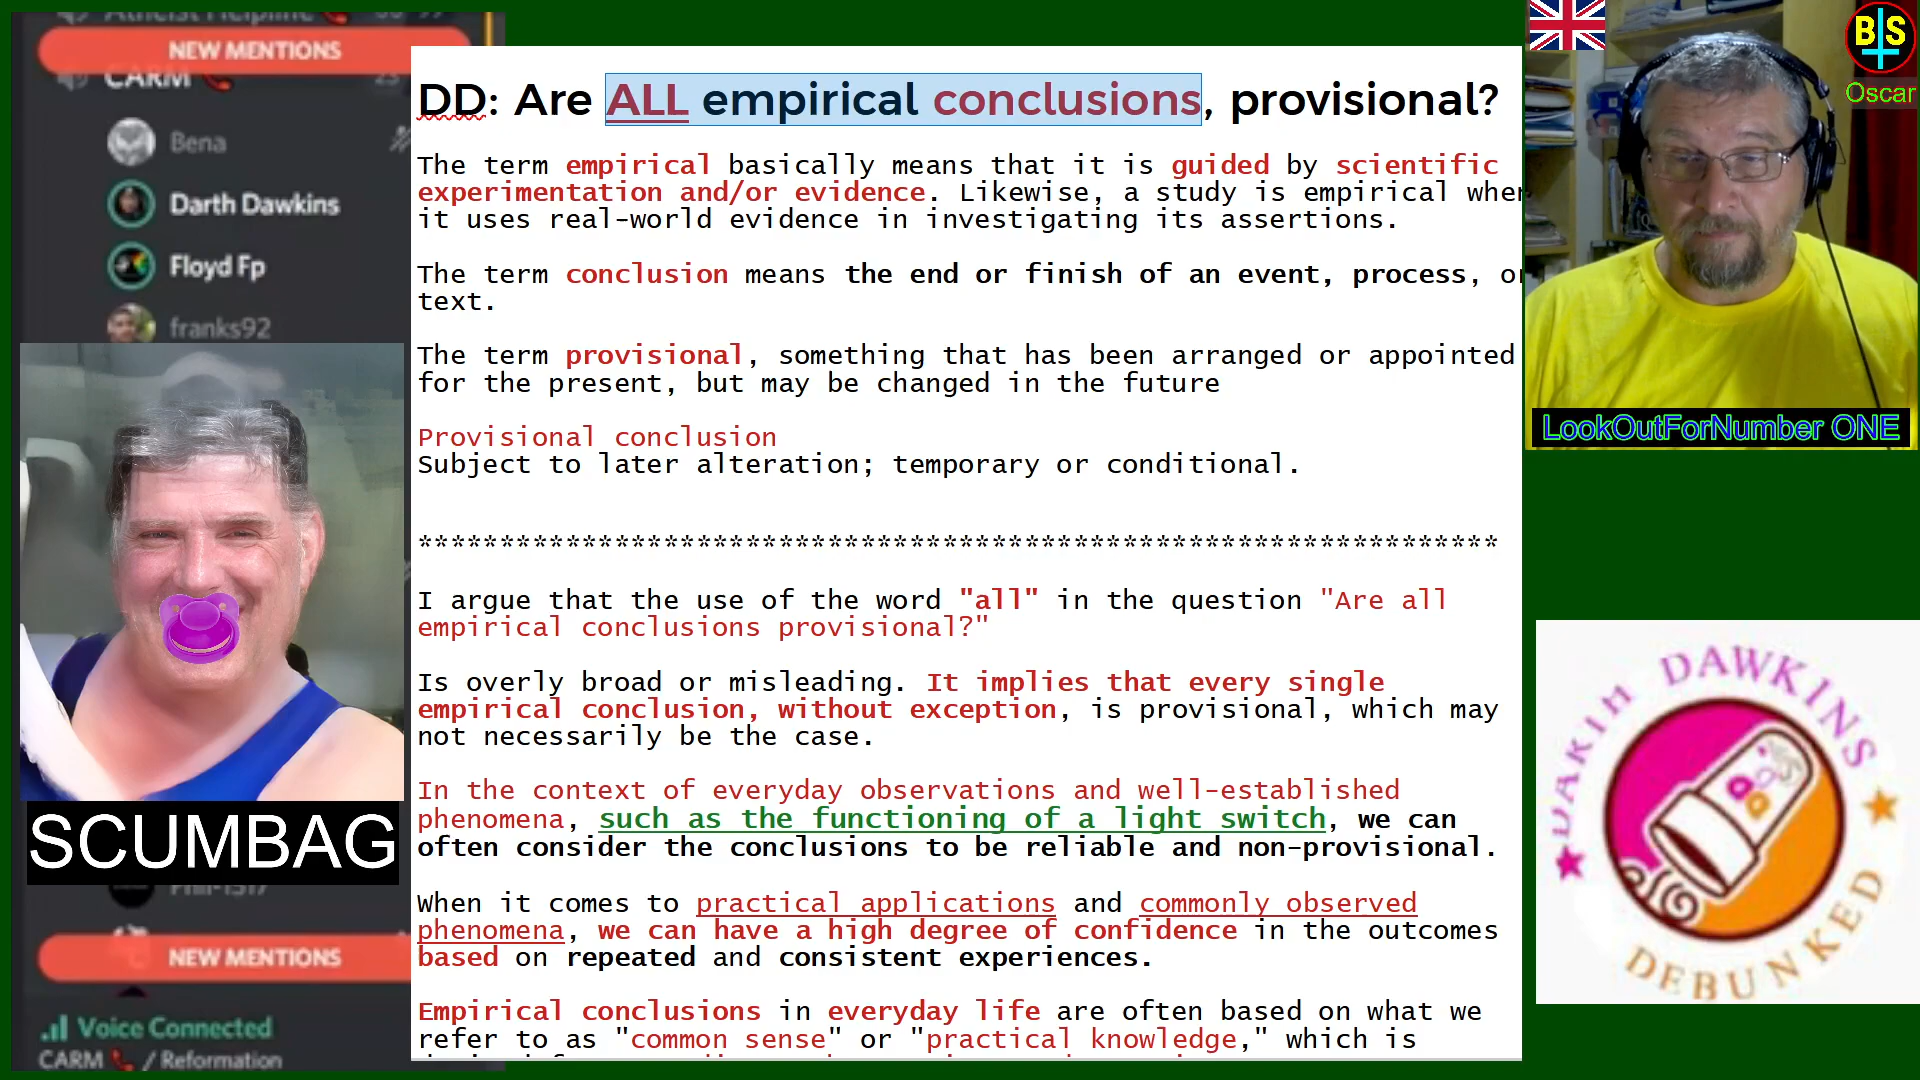 Atheist Helpline
NEW MENTIONS
CARM
Bena
Darth Dawkins
Floyd Fp
franks92
SCUMBAG
Phil-1517
NEW MENTIONS
Voice Connected
CARM / Reformation
DD: Are ALL empirical conclusions, provisional?
The term empirical basically means that it is guided by scientific
experimentation and/or evidence. Likewise, a study is empirical when
it uses real-world evidence in investigating its assertions.
The term conclusion means the end or finish of an event, process, or
text.
The term provisional, something that has been arranged or appointed
for the present, but may be changed in the future
Provisional conclusion
Subject to later alteration; temporary or conditional.
******************************************************************
I argue that the use of the word "all" in the question "Are all
empirical conclusions provisional?"
Is overly broad or misleading. It implies that every single
empirical conclusion, without exception, is provisional, which may
not necessarily be the case.
In the context of everyday observations and well-established
phenomena, such as the functioning of a light switch, we can
often consider the conclusions to be reliable and non-provisional.
When it comes to practical applications and commonly observed
phenomena, we can have a high degree of confidence in the outcomes
based on repeated and consistent experiences.
Empirical conclusions in everyday life are often based on what we
refer to as "common sense" or "practical knowledge," which is
BS
Oscar
LookOutForNumber ONE
DAKIM DAWKINS
DEBUNKED